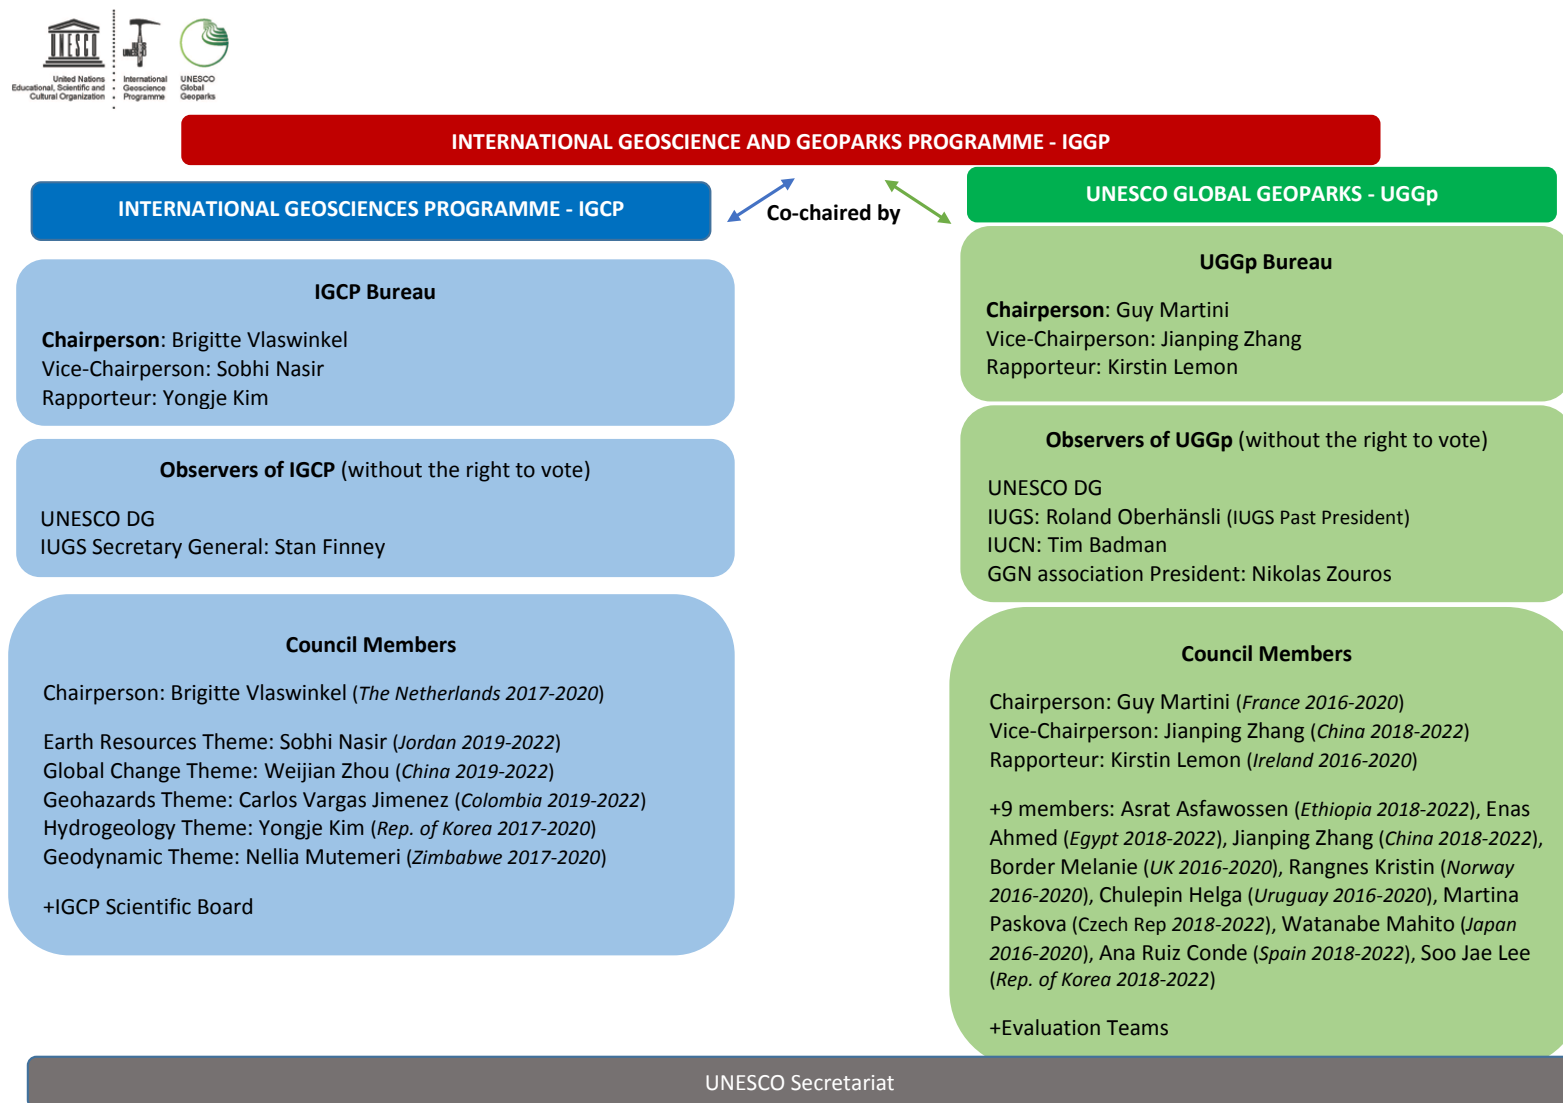 UNESCO
United Nations
Educational, Scientific and
Cultural Organization
International
Geoscience
Programme
UNESCO
Global
Geoparks
INTERNATIONAL GEOSCIENCE AND GEOPARKS PROGRAMME - IGGP
INTERNATIONAL GEOSCIENCES PROGRAMME - IGCP
Co-chaired by
UNESCO GLOBAL GEOPARKS - UGGp
IGCP Bureau
Chairperson: Brigitte Vlaswinkel
Vice-Chairperson: Sobhi Nasir
Rapporteur: Yongje Kim
Observers of IGCP (without the right to vote)
UNESCO DG
IUGS Secretary General: Stan Finney
Council Members
Chairperson: Brigitte Vlaswinkel (The Netherlands 2017-2020)
Earth Resources Theme: Sobhi Nasir (Jordan 2019-2022)
Global Change Theme: Weijian Zhou (China 2019-2022)
Geohazards Theme: Carlos Vargas Jimenez (Colombia 2019-2022)
Hydrogeology Theme: Yongje Kim (Rep. of Korea 2017-2020)
Geodynamic Theme: Nellia Mutemeri (Zimbabwe 2017-2020)
+IGCP Scientific Board
UGGp Bureau
Chairperson: Guy Martini
Vice-Chairperson: Jianping Zhang
Rapporteur: Kirstin Lemon
Observers of UGGp (without the right to vote)
UNESCO DG
IUGS: Roland Oberhänsli (IUGS Past President)
IUCN: Tim Badman
GGN association President: Nikolas Zouros
Council Members
Chairperson: Guy Martini (France 2016-2020)
Vice-Chairperson: Jianping Zhang (China 2018-2022)
Rapporteur: Kirstin Lemon (Ireland 2016-2020)
+9 members: Asrat Asfawossen (Ethiopia 2018-2022), Enas
Ahmed (Egypt 2018-2022), Jianping Zhang (China 2018-2022),
Border Melanie (UK 2016-2020), Rangnes Kristin (Norway
2016-2020), Chulepin Helga (Uruguay 2016-2020), Martina
Paskova (Czech Rep 2018-2022), Watanabe Mahito (Japan
2016-2020), Ana Ruiz Conde (Spain 2018-2022), Soo Jae Lee
(Rep. of Korea 2018-2022)
+Evaluation Teams
UNESCO Secretariat